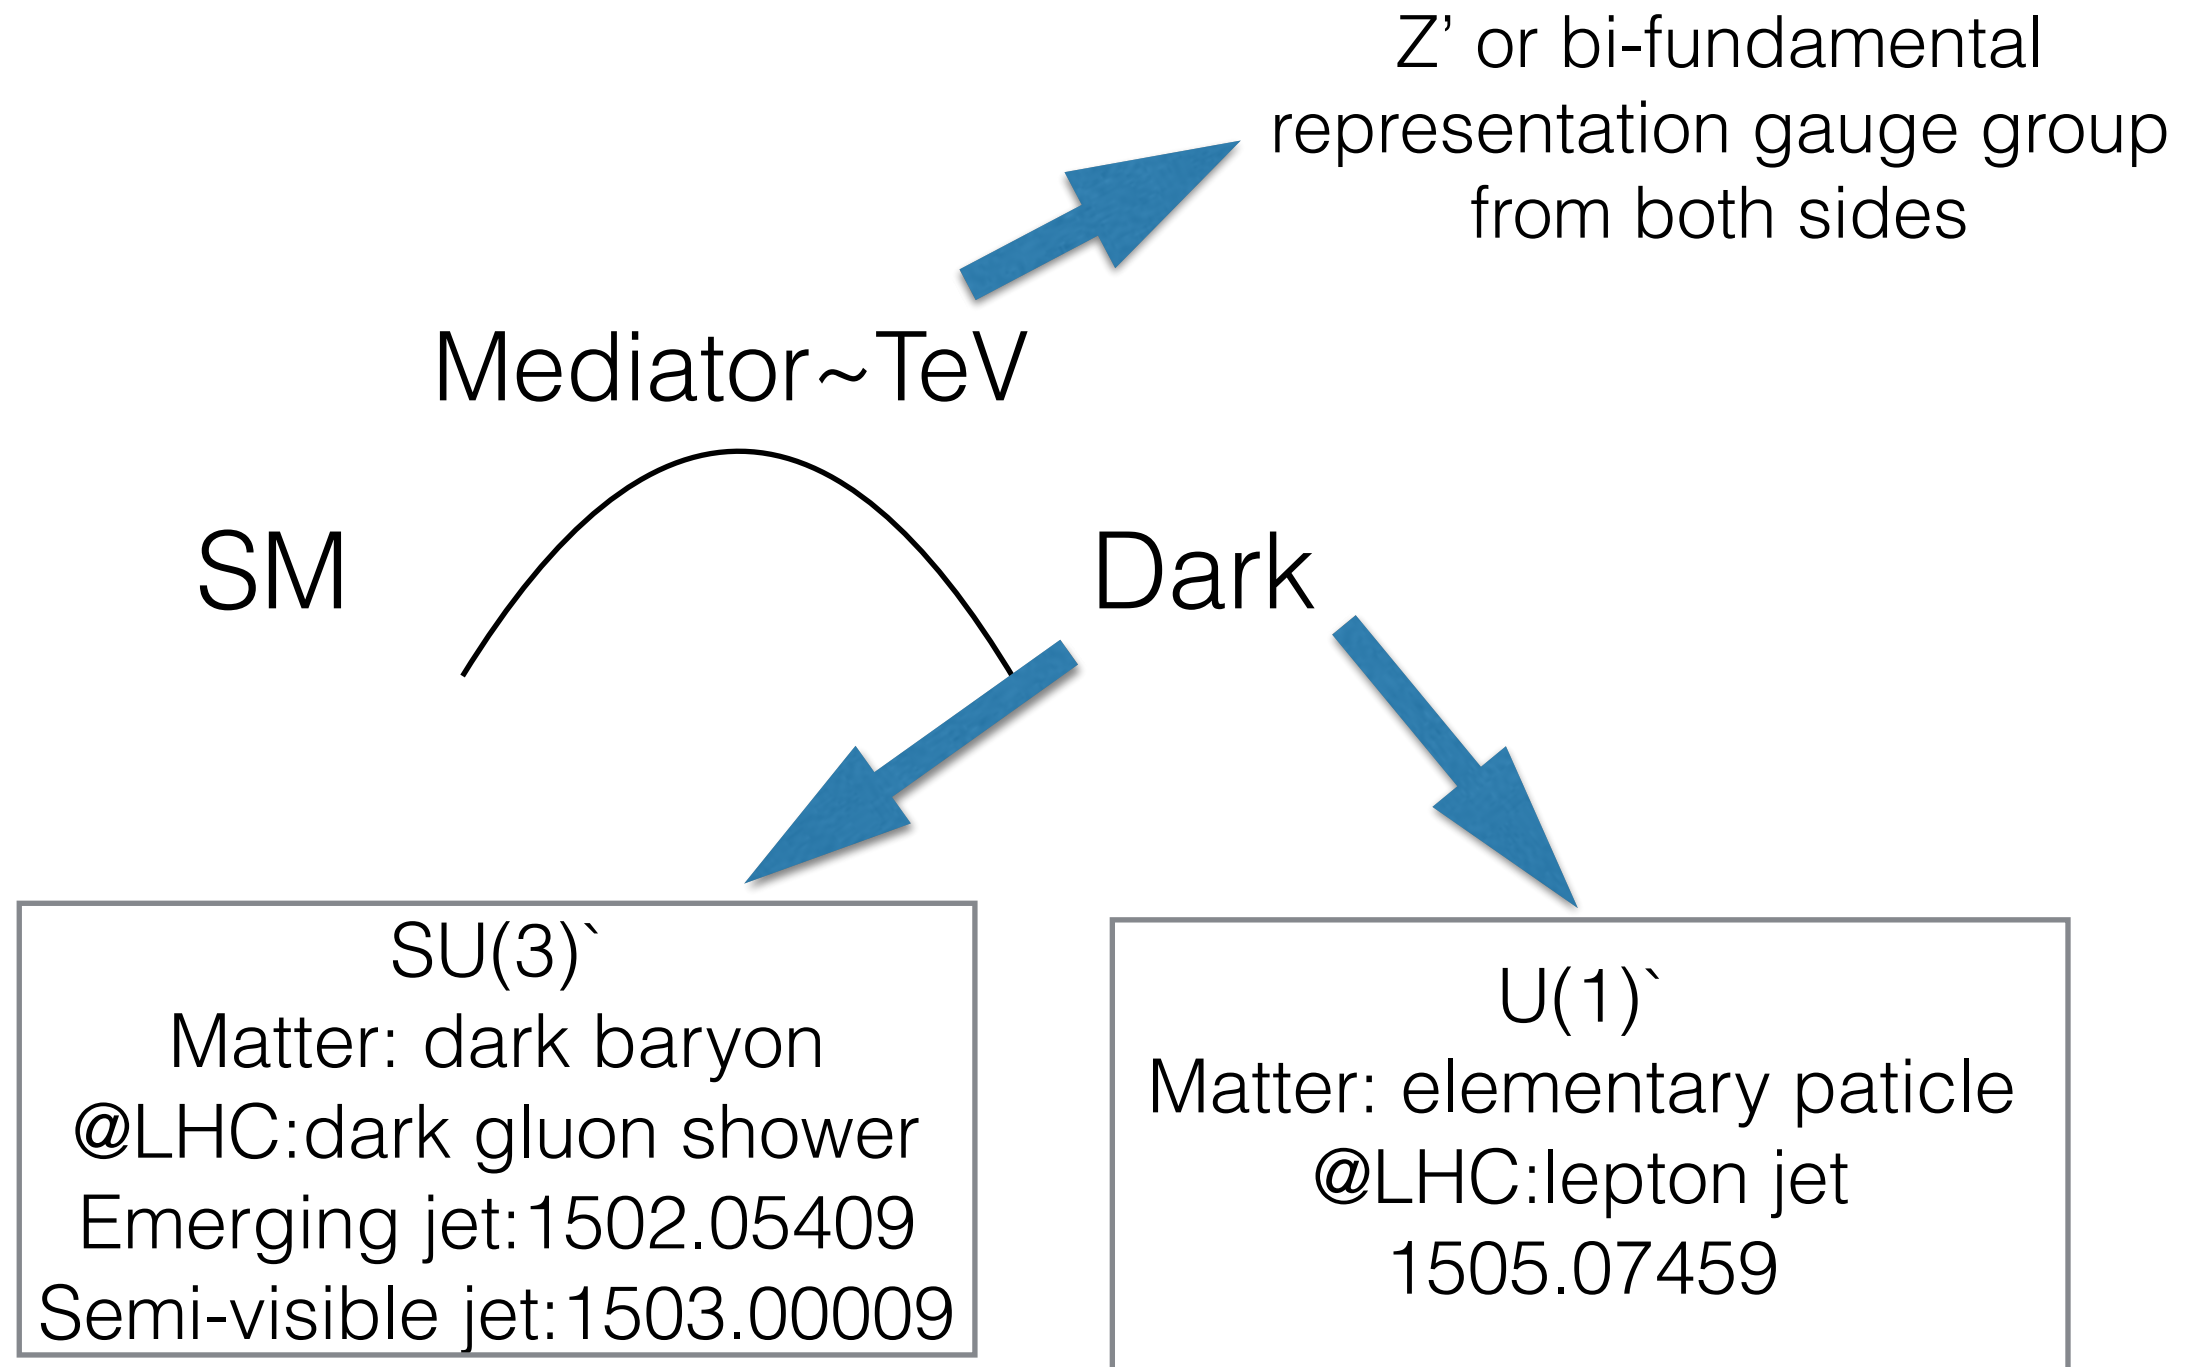 Z’ or bi-fundamental
representation gauge group
from both sides
Mediator~TeV
SM
Dark
SU(3)`
Matter: dark baryon
@LHC:dark gluon shower
Emerging jet:1502.05409
Semi-visible jet:1503.00009
U(1)`
Matter: elementary paticle
@LHC:lepton jet
1505.07459